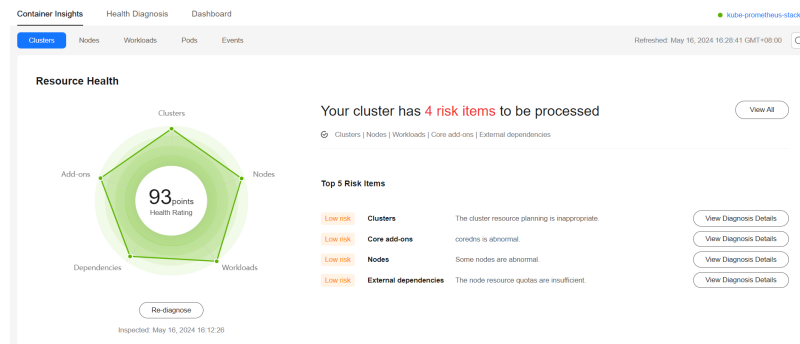 Container Insights Health Diagnosis Dashboard
kube-prometheus-stack
Clusters Nodes Workloads Pods Events
Refreshed: May 16, 2024 16:28:41 GMT+08:00
Resource Health
Clusters
Add-ons
Nodes
93 points
Health Rating
Dependencies
Workloads
Re-diagnose
Inspected: May 16, 2024 16:12:26
Your cluster has 4 risk items to be processed
View All
Clusters | Nodes | Workloads | Core add-ons | External dependencies
Top 5 Risk Items
Low risk Clusters The cluster resource planning is inappropriate. View Diagnosis Details
Low risk Core add-ons coredns is abnormal. View Diagnosis Details
Low risk Nodes Some nodes are abnormal. View Diagnosis Details
Low risk External dependencies The node resource quotas are insufficient. View Diagnosis Details